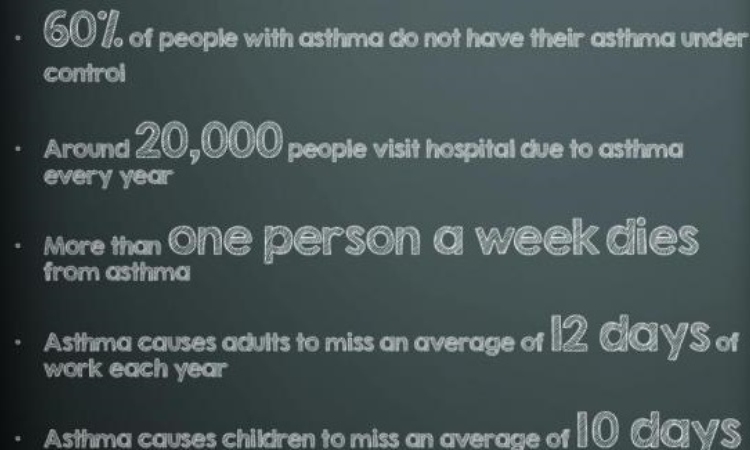 • 60% of people with asthma do not have their asthma under
control
• Around 20,000 people visit hospital due to asthma
every year
• More than one person a week dies
from asthma
• Asthma causes adults to miss an average of 12 days of
work each year
• Asthma causes children to miss an average of 10 days